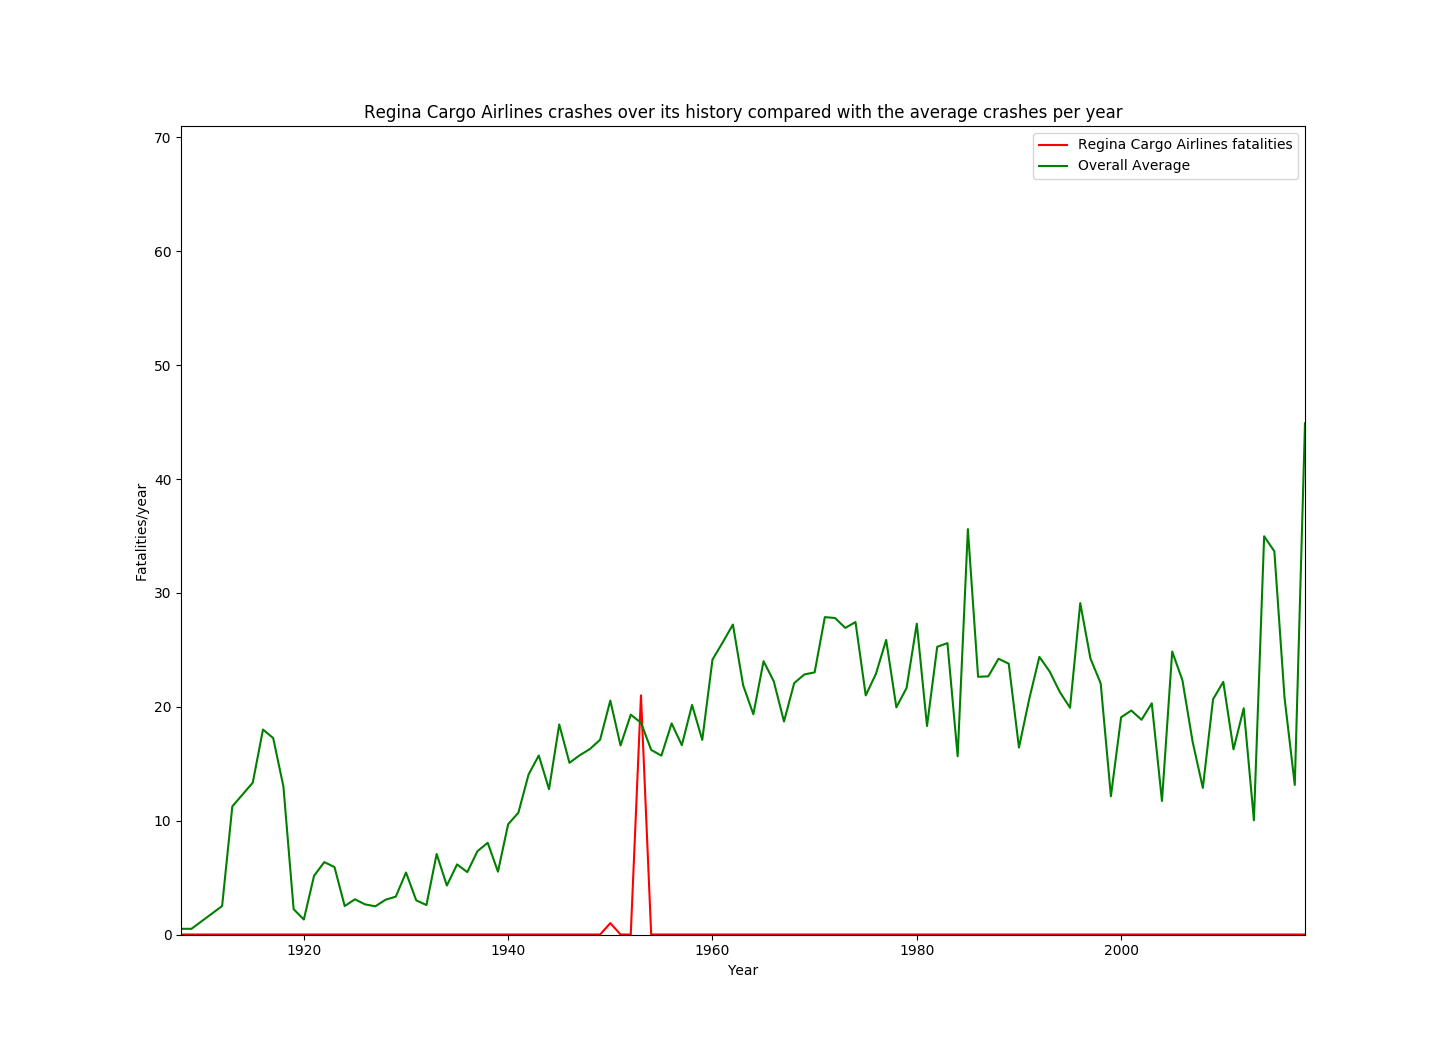 Regina Cargo Airlines crashes over its history compared with the average crashes per year
Regina Cargo Airlines fatalities
Overall Average
70
60
50
40
30
20
10
0
Fatalities/year
1920 1940 1960 1980 2000
Year